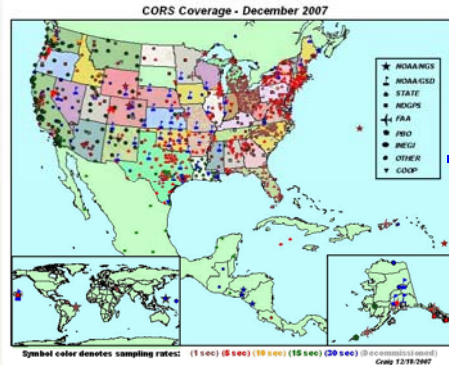 CORS Coverage - December 2007
NOAA/NGS
NOAA/GSD
STATE
NDGPS
FAA
PBO
INEGI
OTHER
COOP
Symbol color denotes sampling rates: (1 sec) (5 sec) (10 sec) (15 sec) (30 sec) (Decommissioned)
Craig 12/19/2007